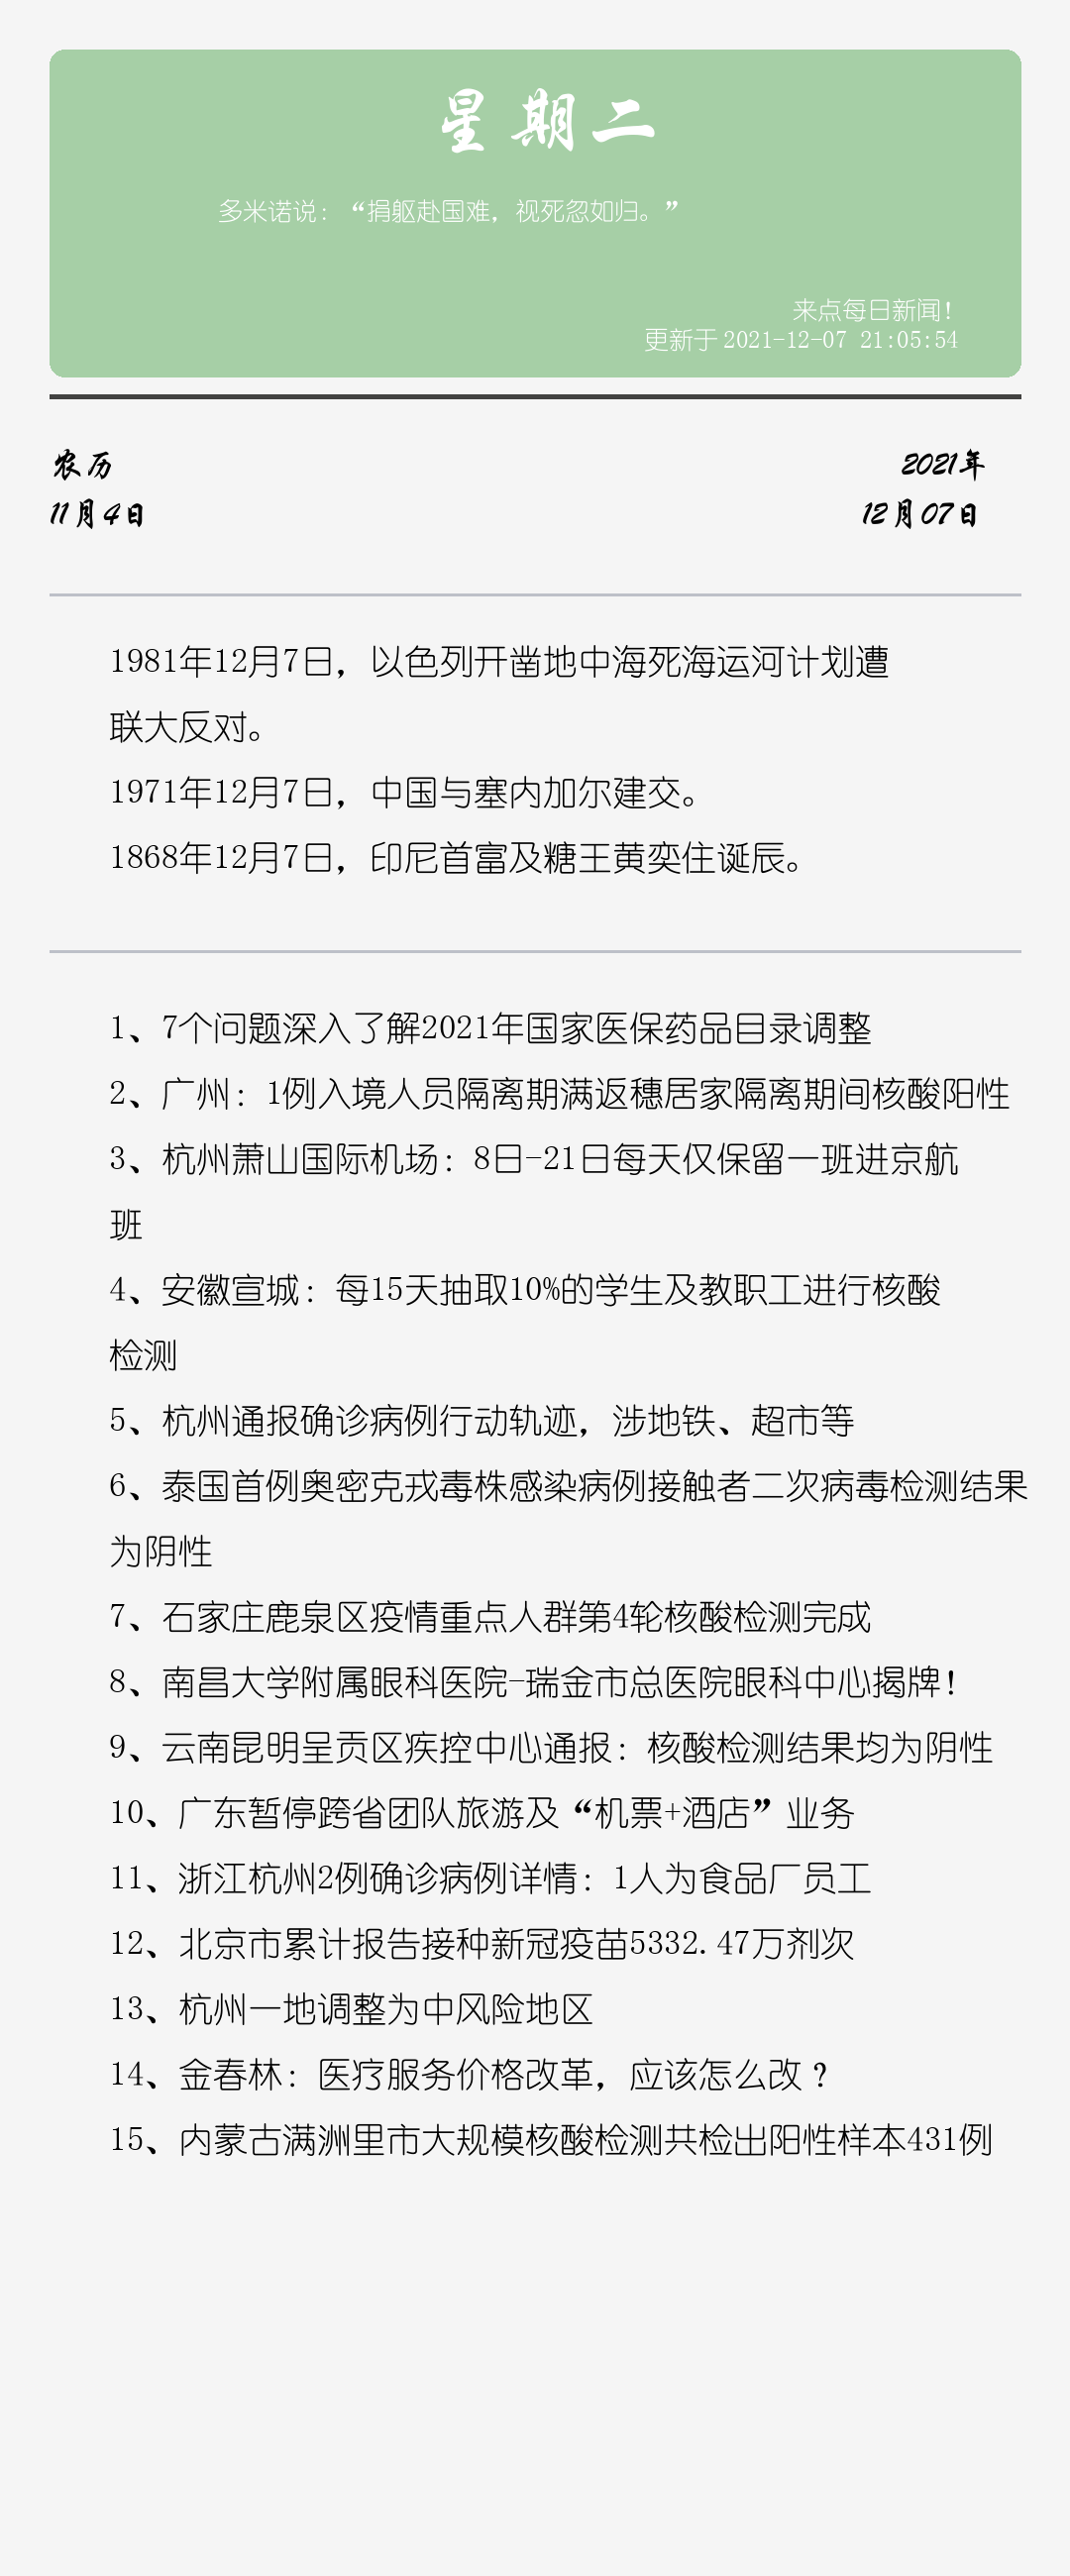 星期二
多米诺说：“捐躯赴国难，视死忽如归。”
来点每日新闻！
更新于 2021-12-07 21:05:54
农历
2021年
11月4日
12月07日
1981年12月7日，以色列开凿地中海死海运河计划遭
联大反对。
1971年12月7日，中国与塞内加尔建交。
1868年12月7日，印尼首富及糖王黄奕住诞辰。
1、7个问题深入了解2021年国家医保药品目录调整
2、广州：1例入境人员隔离期满返穗居家隔离期间核酸阳性
3、杭州萧山国际机场：8日-21日每天仅保留一班进京航
班
4、安徽宣城：每15天抽取10%的学生及教职工进行核酸
检测
5、杭州通报确诊病例行动轨迹，涉地铁、超市等
6、泰国首例奥密克戎毒株感染病例接触者二次病毒检测结果
为阴性
7、石家庄鹿泉区疫情重点人群第4轮核酸检测完成
8、南昌大学附属眼科医院-瑞金市总医院眼科中心揭牌！
9、云南昆明呈贡区疾控中心通报：核酸检测结果均为阴性
10、广东暂停跨省团队旅游及“机票+酒店”业务
11、浙江杭州2例确诊病例详情：1人为食品厂员工
12、北京市累计报告接种新冠疫苗5332.47万剂次
13、杭州一地调整为中风险地区
14、金春林：医疗服务价格改革，应该怎么改？
15、内蒙古满洲里市大规模核酸检测共检出阳性样本431例